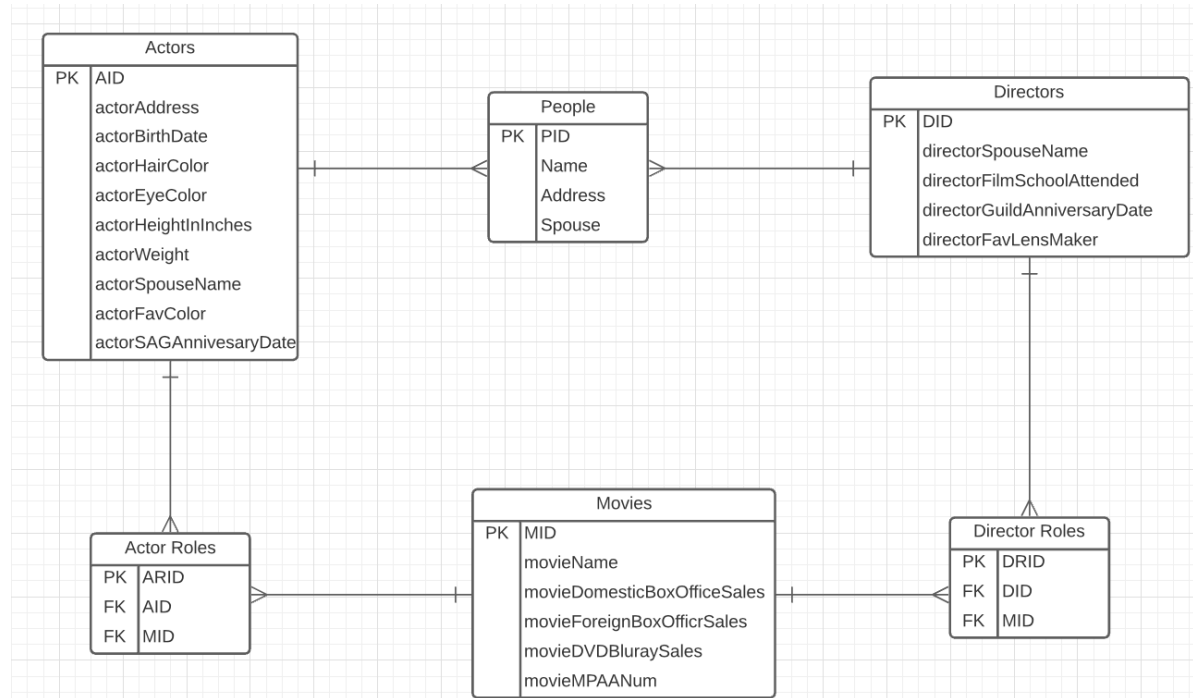 Actors
PK AID
actorAddress
actorBirthDate
actorHairColor
actorEyeColor
actorHeightInInches
actorWeight
actorSpouseName
actorFavColor
actorSAGAnnivesaryDate
People
PK PID
Name
Address
Spouse
Directors
PK DID
directorSpouseName
directorFilmSchoolAttended
directorGuildAnniversaryDate
directorFavLensMaker
Actor Roles
PK ARID
FK AID
FK MID
Movies
PK MID
movieName
movieDomesticBoxOfficeSales
movieForeignBoxOfficrSales
movieDVDBluraySales
movieMPAANum
Director Roles
PK DRID
FK DID
FK MID